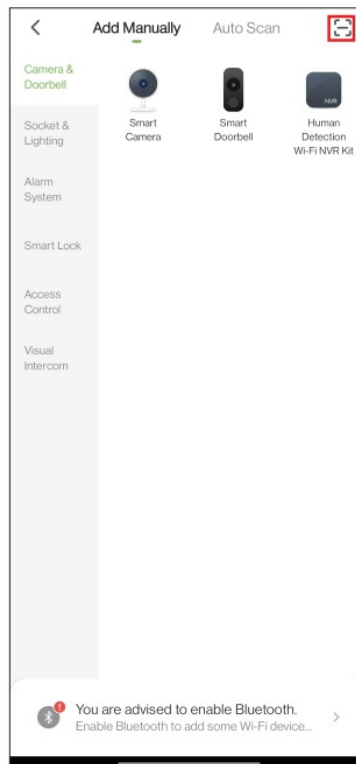 Add Manually Auto Scan
Camera &
Doorbell
Smart
Camera
Smart
Doorbell
NVR
Human
Detection
Wi-Fi NVR Kit
Socket &
Lighting
Alarm
System
Smart Lock
Access
Control
Visual
Intercom
You are advised to enable Bluetooth.
Enable Bluetooth to add some Wi-Fi device...